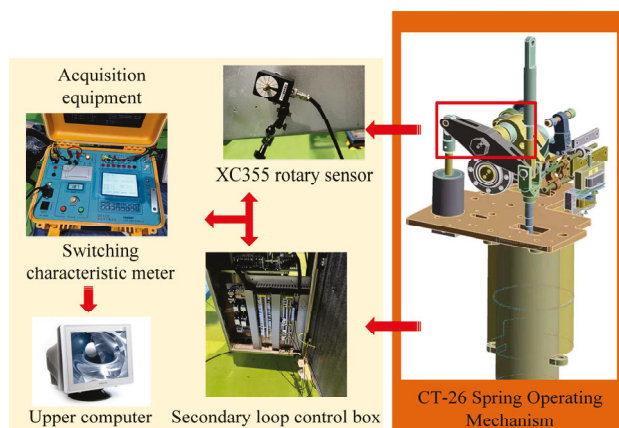 Acquisition
equipment
XC355 rotary sensor
Switching
characteristic meter
Upper computer
Secondary loop control box
CT-26 Spring Operating
Mechanism